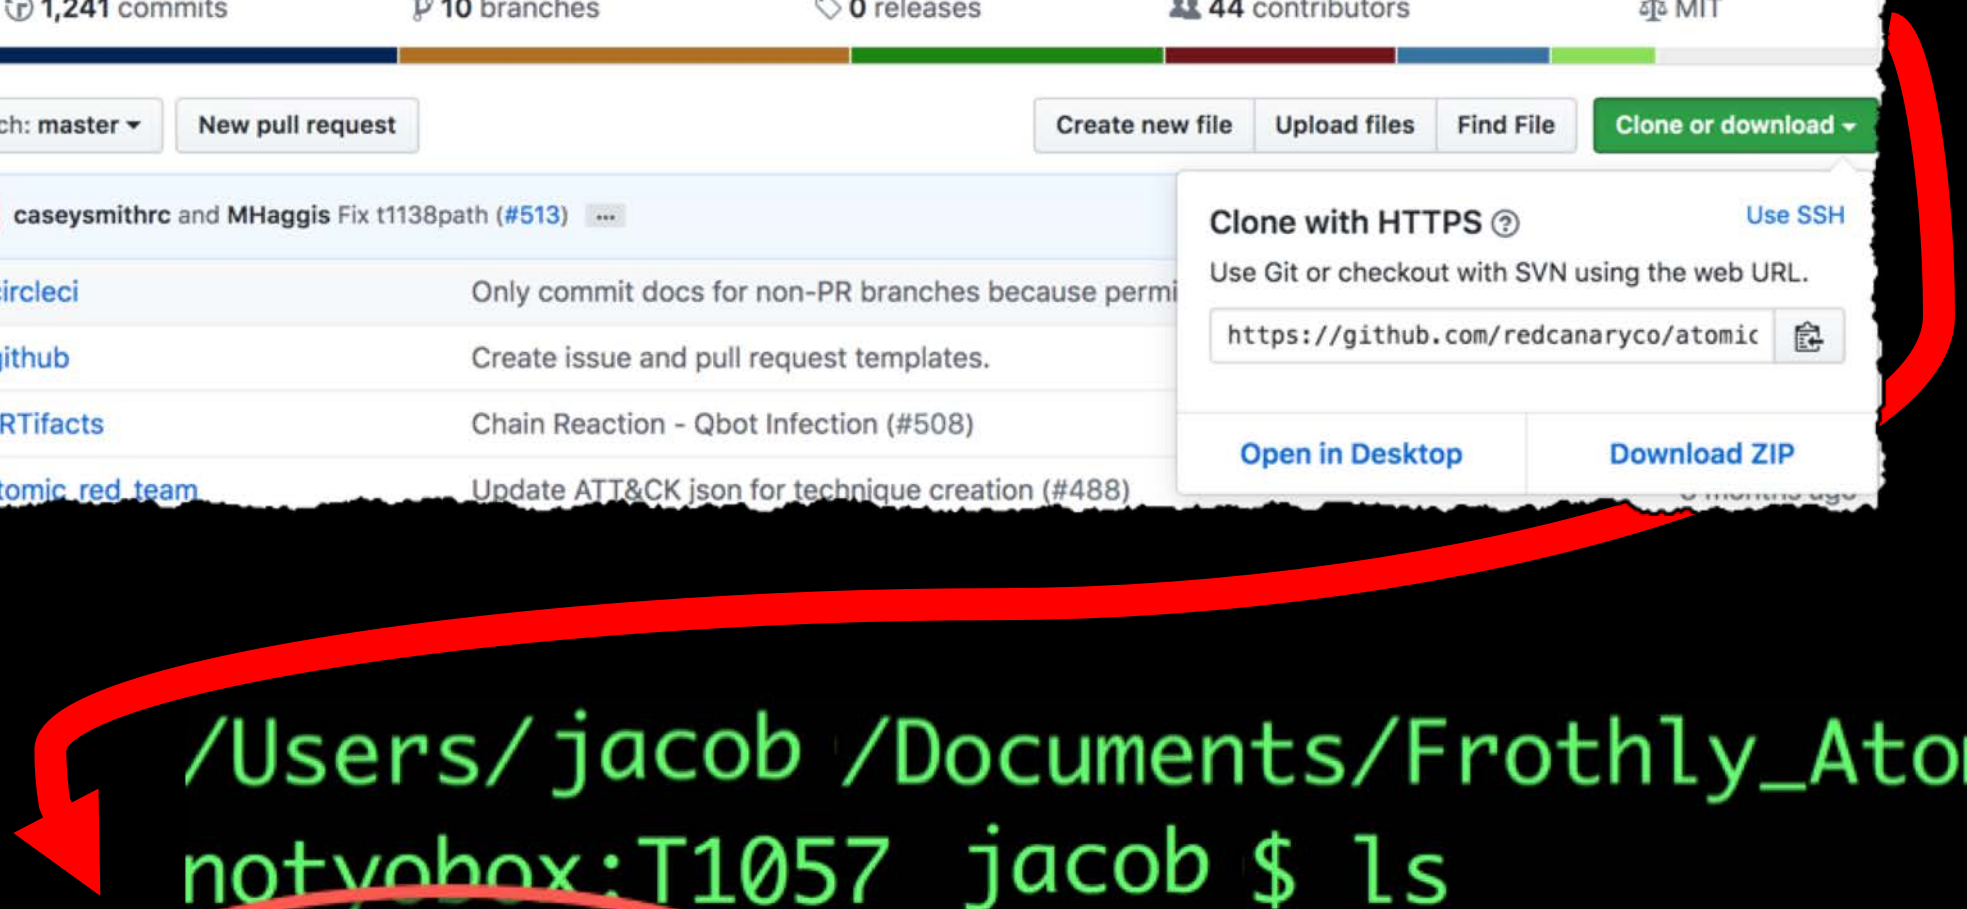 1,241 commits 10 branches 0 releases 44 contributors MIT
ch: master New pull request Create new file Upload files Find File Clone or download
caseysmithrc and MHaggis Fix t1138path (#513) ...
Clone with HTTPS Use SSH
Use Git or checkout with SVN using the web URL.
circleci Only commit docs for non-PR branches because permi
https://github.com/redcanaryco/atomic
github Create issue and pull request templates.
RTifacts Chain Reaction - Qbot Infection (#508)
Open in Desktop Download ZIP
tomic_red_team Update ATT&CK json for technique creation (#488) months ago
/Users/jacob /Documents/Frothly_Ato
notyobox:T1057 jacob $ ls